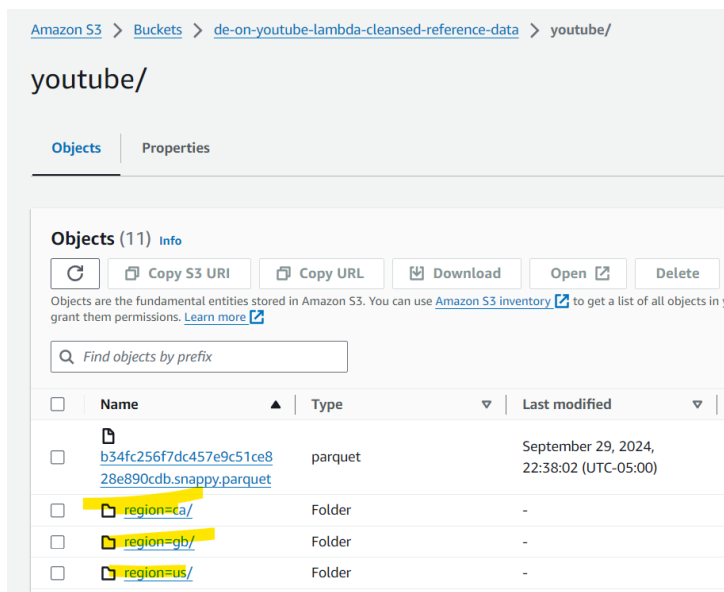 Amazon S3 > Buckets > de-on-youtube-lambda-cleansed-reference-data > youtube/
youtube/
Objects Properties
Objects (11) Info
Copy S3 URI Copy URL Download Open Delete
Objects are the fundamental entities stored in Amazon S3. You can use Amazon S3 inventory to get a list of all objects in
grant them permissions. Learn more
Find objects by prefix
Name Type Last modified
b34fc256f7dc457e9c51ce8
28e890cdb.snappy.parquet
parquet
September 29, 2024,
22:38:02 (UTC-05:00)
region=ca/ Folder -
region=gb/ Folder -
region=us/ Folder -